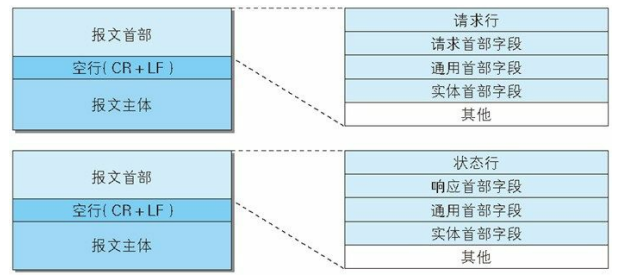 报文首部
空行(CR+LF)
报文主体
请求行
请求首部字段
通用首部字段
实体首部字段
其他
报文首部
空行(CR+LF)
报文主体
状态行
响应首部字段
通用首部字段
实体首部字段
其他